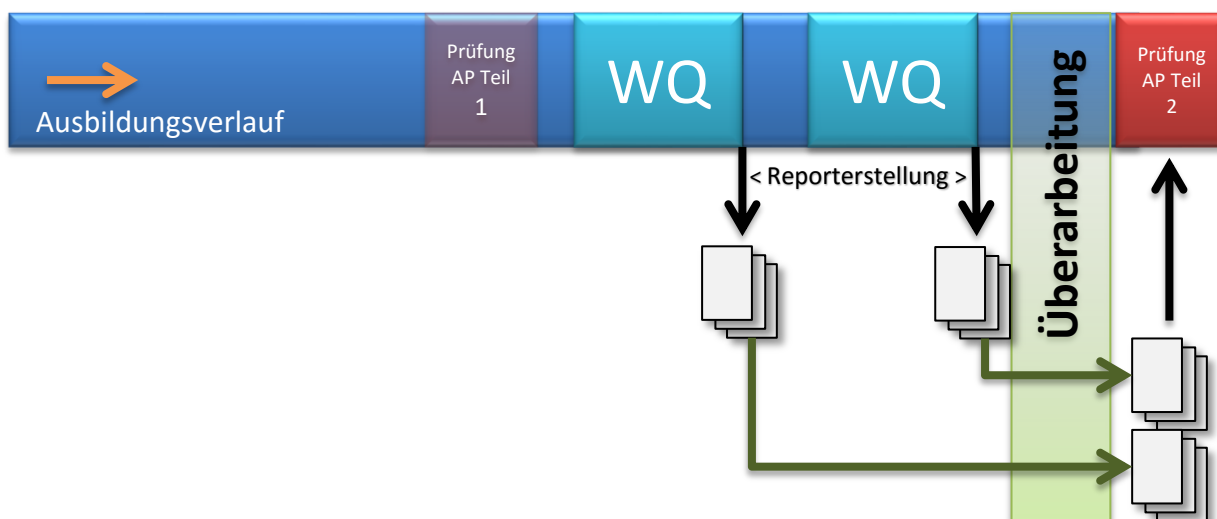 Ausbildungsverlauf
Prüfung
AP Teil
1
WQ
WQ
Überarbeitung
Prüfung
AP Teil
2
< Reporterstellung >